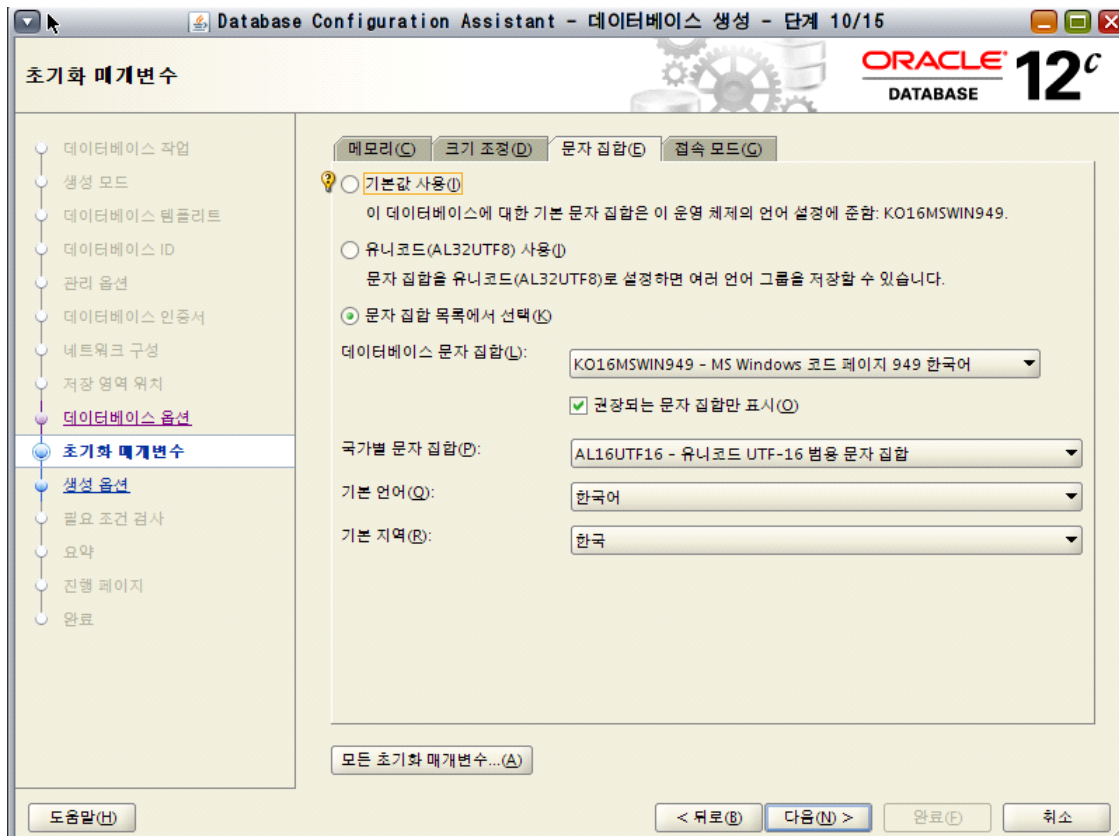 Database Configuration Assistant - 데이터베이스 생성 - 단계 10/15
초기화 매개변수
ORACLE DATABASE 12c
데이터베이스 작업
생성 모드
데이터베이스 템플리트
데이터베이스 ID
관리 옵션
데이터베이스 인증서
네트워크 구성
저장 영역 위치
데이터베이스 옵션
초기화 매개변수
생성 옵션
필요 조건 검사
요약
진행 페이지
완료
메모리(C) 크기 조정(D) 문자 집합(E) 접속 모드(G)
기본값 사용(I)
이 데이터베이스에 대한 기본 문자 집합은 이 운영 체제의 언어 설정에 준함: KO16MSWIN949.
유니코드(AL32UTF8) 사용(J)
문자 집합을 유니코드(AL32UTF8)로 설정하면 여러 언어 그룹을 저장할 수 있습니다.
문자 집합 목록에서 선택(K)
데이터베이스 문자 집합(L): KO16MSWIN949 - MS Windows 코드 페이지 949 한국어
권장되는 문자 집합만 표시(O)
국가별 문자 집합(P): AL16UTF16 - 유니코드 UTF-16 범용 문자 집합
기본 언어(Q): 한국어
기본 지역(R): 한국
모든 초기화 매개변수...(A)
도움말(H) < 뒤로(B) 다음(N) > 완료(F) 취소